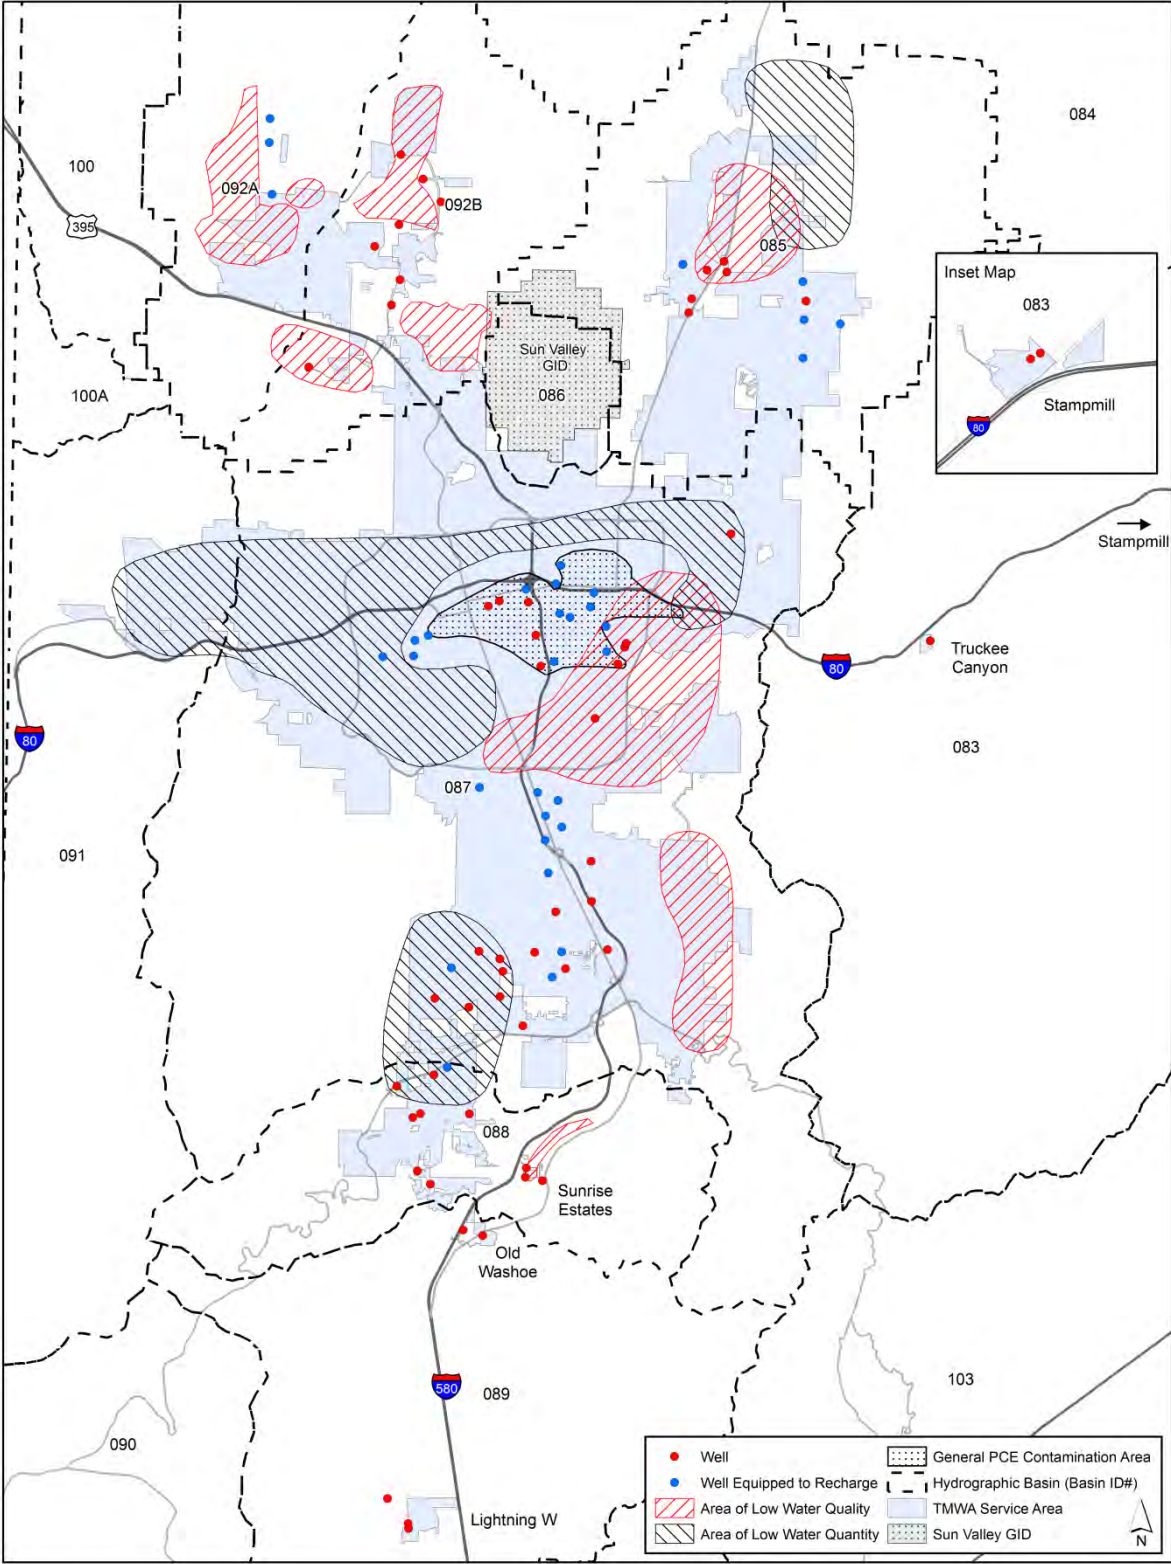 084
100
092A
395
092B
085
Inset Map
083
Sun Valley
GID
086
100A
Stampmill
80
Stampmill
Truckee
Canyon
80
80
083
087
091
088
Sunrise
Estates
Old
Washoe
580
089
103
090
Lightning W
Well
Well Equipped to Recharge
Area of Low Water Quality
Area of Low Water Quantity
General PCE Contamination Area
Hydrographic Basin (Basin ID#)
TMWA Service Area
Sun Valley GID
N